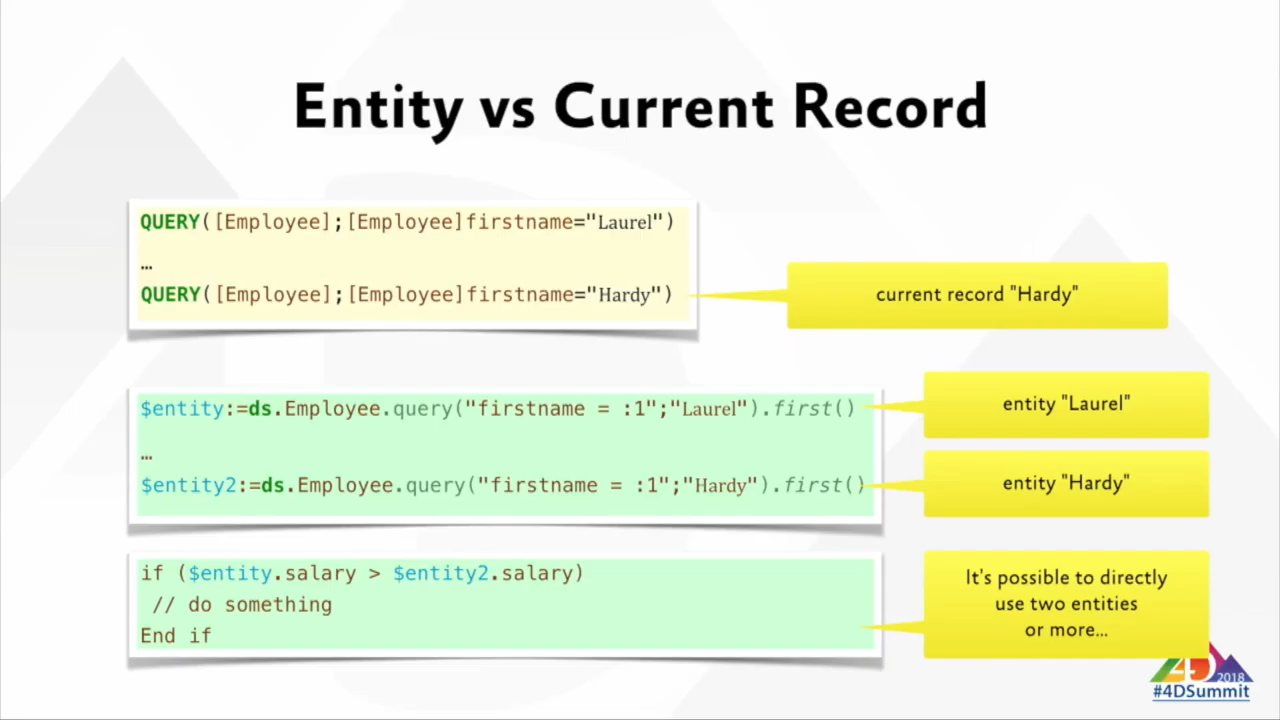 Entity vs Current Record
QUERY([Employee];[Employee]firstname="Laurel")
…
QUERY([Employee];[Employee]firstname="Hardy")
current record "Hardy"
$entity:=ds.Employee.query("firstname = :1";"Laurel").first()
entity "Laurel"
…
$entity2:=ds.Employee.query("firstname = :1";"Hardy").first()
entity "Hardy"
if ($entity.salary > $entity2.salary)
// do something
End if
It's possible to directly
use two entities
or more...
4D 2018
#4DSummit